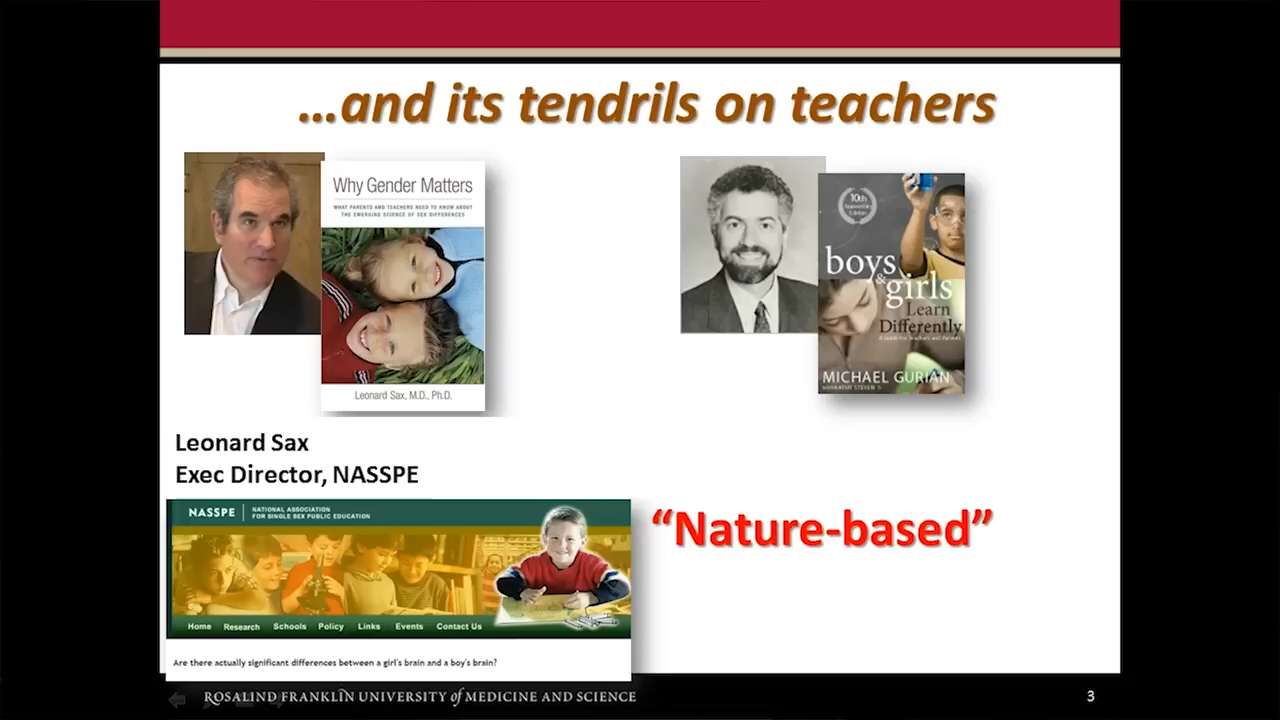 …and its tendrils on teachers
Why Gender Matters
WHAT PARENTS AND TEACHERS NEED TO KNOW ABOUT
THE EMERGING SCIENCE OF SEX DIFFERENCES
Leonard Sax, M.D., Ph.D.
10th
Anniversary
Edition
boys
&
girls
Learn
Differently
A Guide for Teachers and Parents
MICHAEL GURIAN
Leonard Sax
Exec Director, NASSPE
NASSPE
NATIONAL ASSOCIATION
FOR SINGLE SEX PUBLIC EDUCATION
Home Research Schools Policy Links Events Contact Us
Are there actually significant differences between a girl's brain and a boy's brain?
“Nature-based”
ROSALIND FRANKLIN UNIVERSITY of MEDICINE AND SCIENCE
3